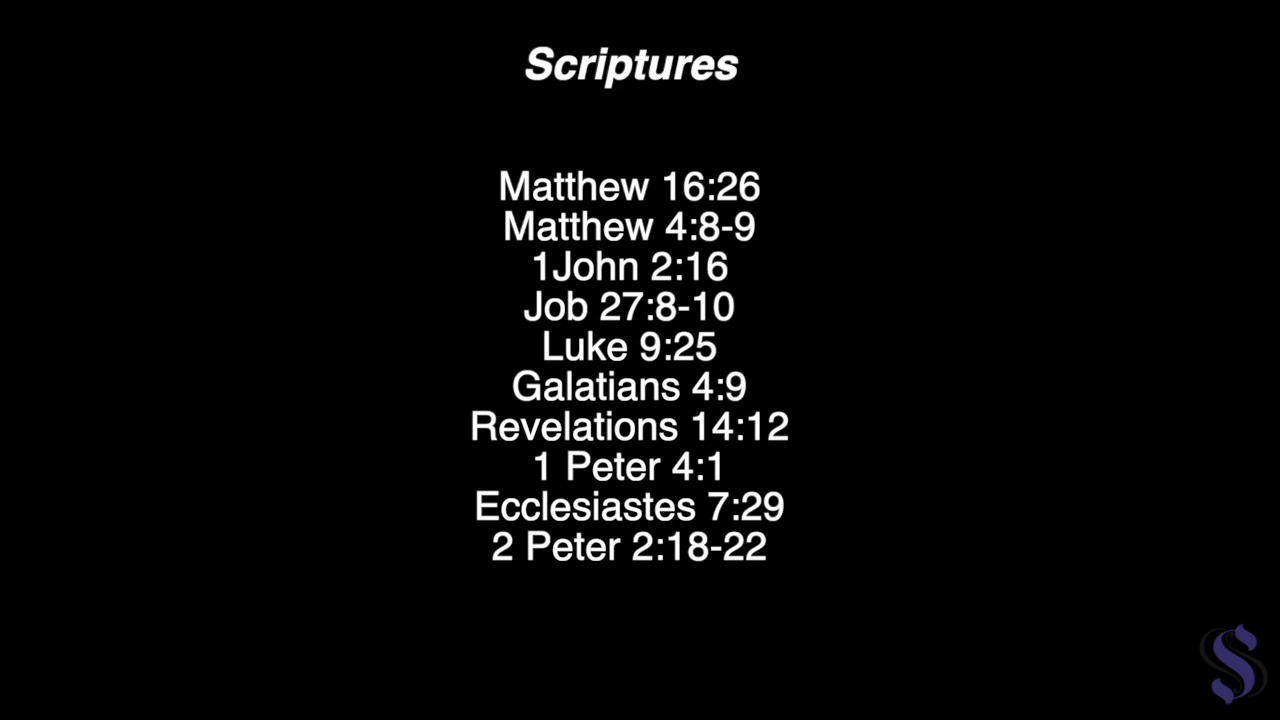 Scriptures
Matthew 16:26
Matthew 4:8-9
1John 2:16
Job 27:8-10
Luke 9:25
Galatians 4:9
Revelations 14:12
1 Peter 4:1
Ecclesiastes 7:29
2 Peter 2:18-22
S